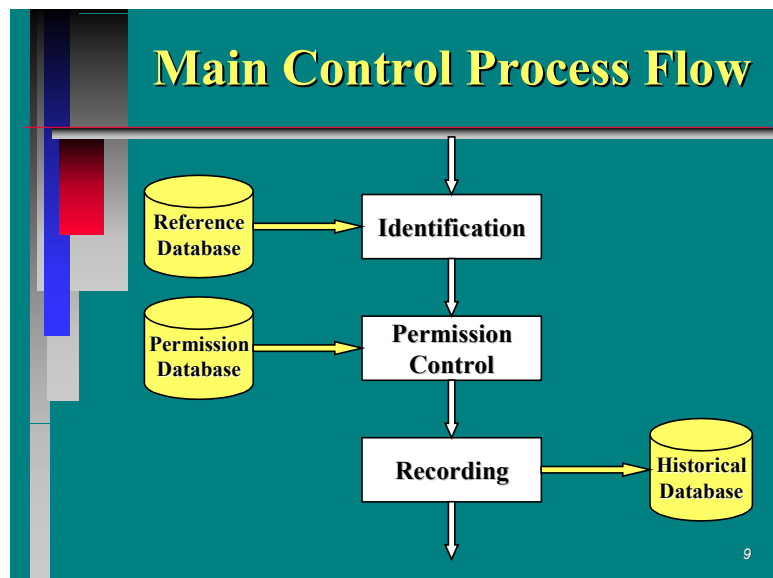 Main Control Process Flow
Reference
Database
Identification
Permission
Database
Permission
Control
Recording
Historical
Database
9